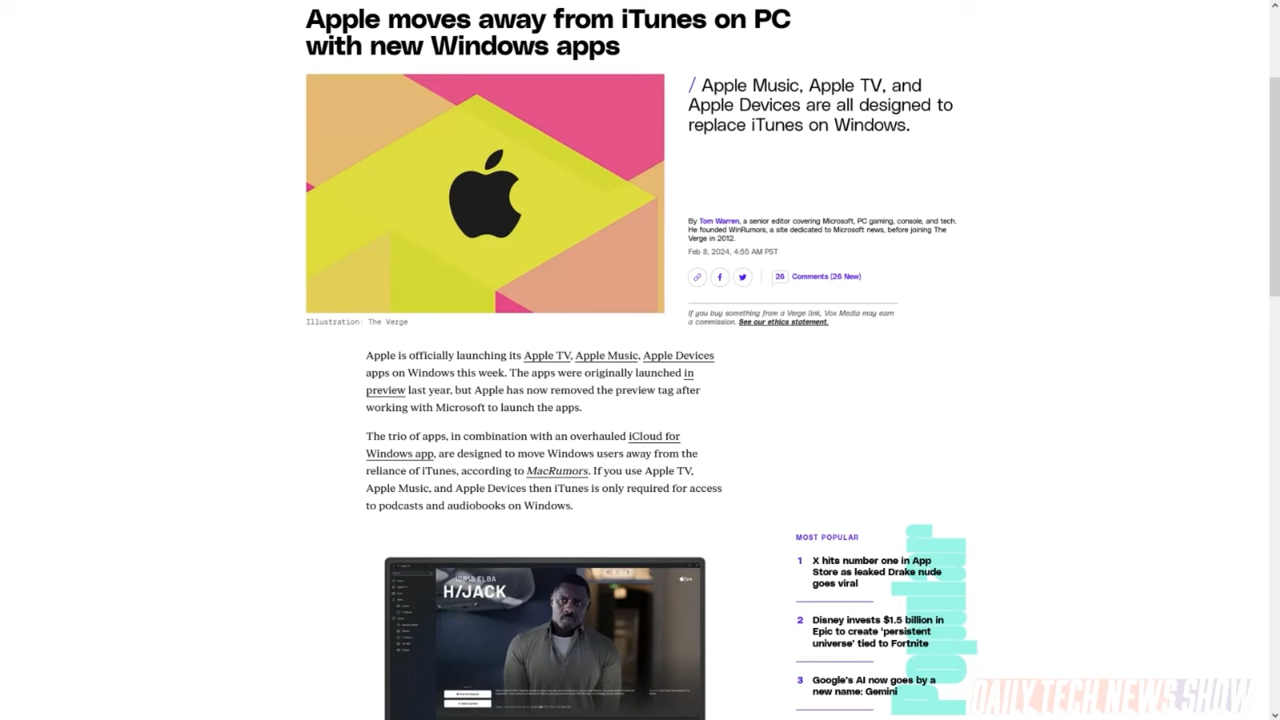 Apple moves away from iTunes on PC
with new Windows apps
/ Apple Music, Apple TV, and
Apple Devices are all designed to
replace iTunes on Windows.
By Tom Warren, a senior editor covering Microsoft, PC gaming, console, and tech.
He founded WinRumors, a site dedicated to Microsoft news, before joining The
Verge in 2012.
Feb 8, 2024, 4:55 AM PST
26 Comments (26 New)
If you buy something from a Verge link, Vox Media may earn
a commission. See our ethics statement.
Illustration: The Verge
Apple is officially launching its Apple TV, Apple Music, Apple Devices
apps on Windows this week. The apps were originally launched in
preview last year, but Apple has now removed the preview tag after
working with Microsoft to launch the apps.
The trio of apps, in combination with an overhauled iCloud for
Windows app, are designed to move Windows users away from the
reliance of iTunes, according to MacRumors. If you use Apple TV,
Apple Music, and Apple Devices then iTunes is only required for access
to podcasts and audiobooks on Windows.
IDRIS ELBA
H/JACK
MOST POPULAR
1 X hits number one in App
Store as leaked Drake nude
goes viral
2 Disney invests $1.5 billion in
Epic to create ‘persistent
universe’ tied to Fortnite
3 Google's AI now goes by a
new name: Gemini